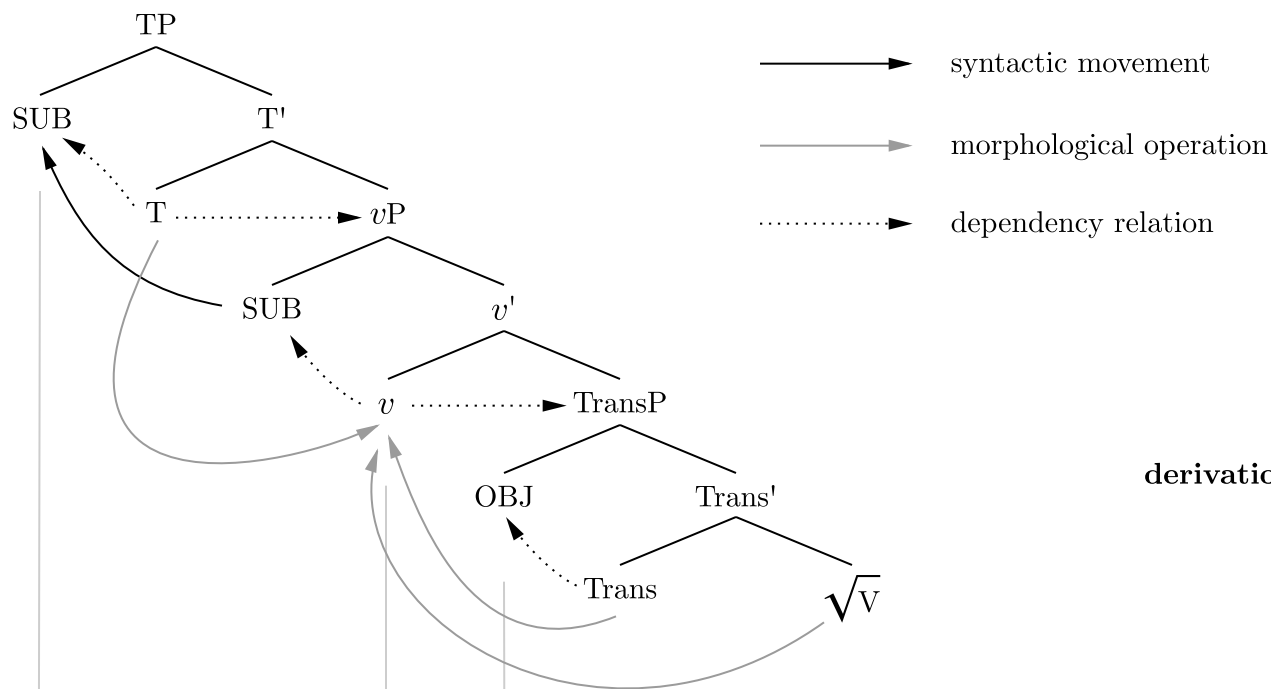 TP
syntactic movement
SUB T'
morphological operation
T vP
dependency relation
SUB v'
v TransP
OBJ Trans'
Trans √V